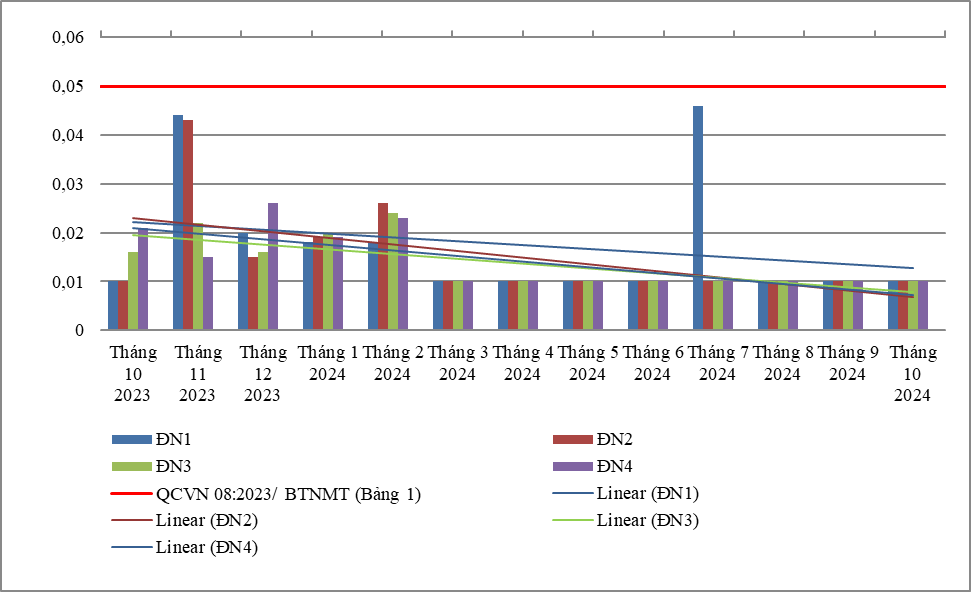 0,06
0,05
0,04
0,03
0,02
0,01
0
Tháng 10 2023
Tháng 11 2023
Tháng 12 2023
Tháng 1 2024
Tháng 2 2024
Tháng 3 2024
Tháng 4 2024
Tháng 5 2024
Tháng 6 2024
Tháng 7 2024
Tháng 8 2024
Tháng 9 2024
Tháng 10 2024
ĐN1
ĐN2
ĐN3
ĐN4
QCVN 08:2023/ BTNMT (Bảng 1)
Linear (ĐN1)
Linear (ĐN2)
Linear (ĐN3)
Linear (ĐN4)